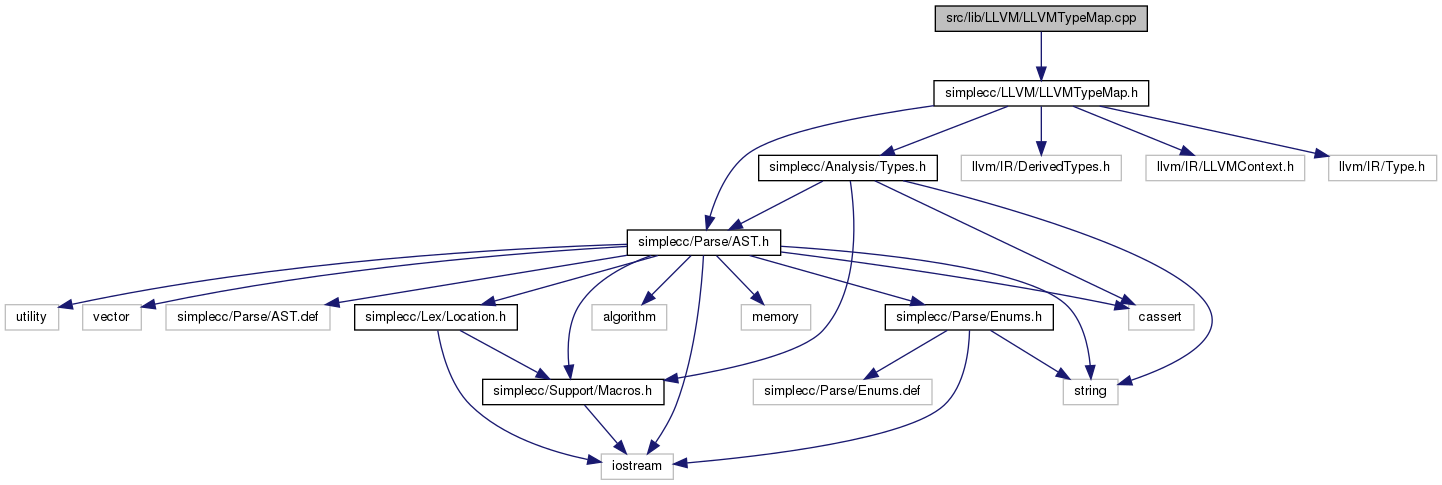 src/lib/LLVM/LLVMTypeMap.cpp
simplecc/LLVM/LLVMTypeMap.h
simplecc/Analysis/Types.h
llvm/IR/DerivedTypes.h
llvm/IR/LLVMContext.h
llvm/IR/Type.h
simplecc/Parse/AST.h
utility
vector
simplecc/Parse/AST.def
simplecc/Lex/Location.h
algorithm
memory
simplecc/Parse/Enums.h
cassert
simplecc/Support/Macros.h
simplecc/Parse/Enums.def
string
iostream